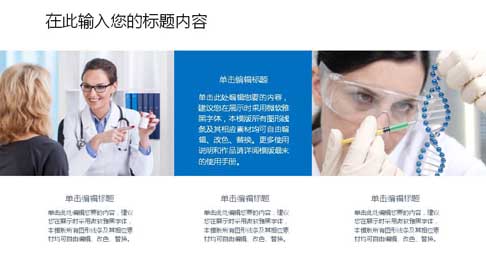 在此输入您的标题内容
单击编辑标题
单击此处编辑您要的内容，
建议您在展示时采用微软雅
黑字体，本模版所有图形线
条及其相应素材均可自由编
辑、改色、替换。更多使用
说明和作品请详阅模版最末
的使用手册。
单击编辑标题
单击此处编辑您要的内容，建议
您在展示时采用微软雅黑字体，
本模版所有图形线条及其相应素
材均可自由编辑、改色、替换。
单击编辑标题
单击此处编辑您要的内容，建议
您在展示时采用微软雅黑字体，
本模版所有图形线条及其相应素
材均可自由编辑、改色、替换。
单击编辑标题
单击此处编辑您要的内容，建议
您在展示时采用微软雅黑字体，
本模版所有图形线条及其相应素
材均可自由编辑、改色、替换。